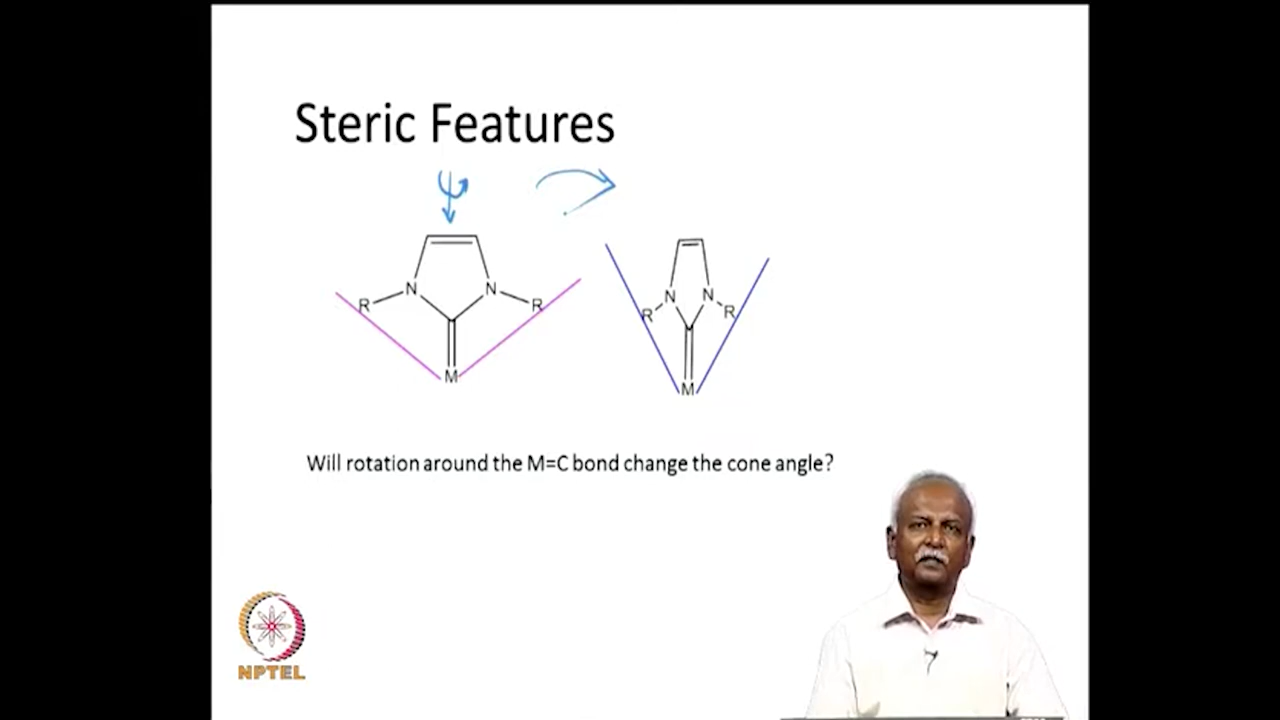 Steric Features
R N N R
M
N N
R R
M
Will rotation around the M=C bond change the cone angle?
NPTEL